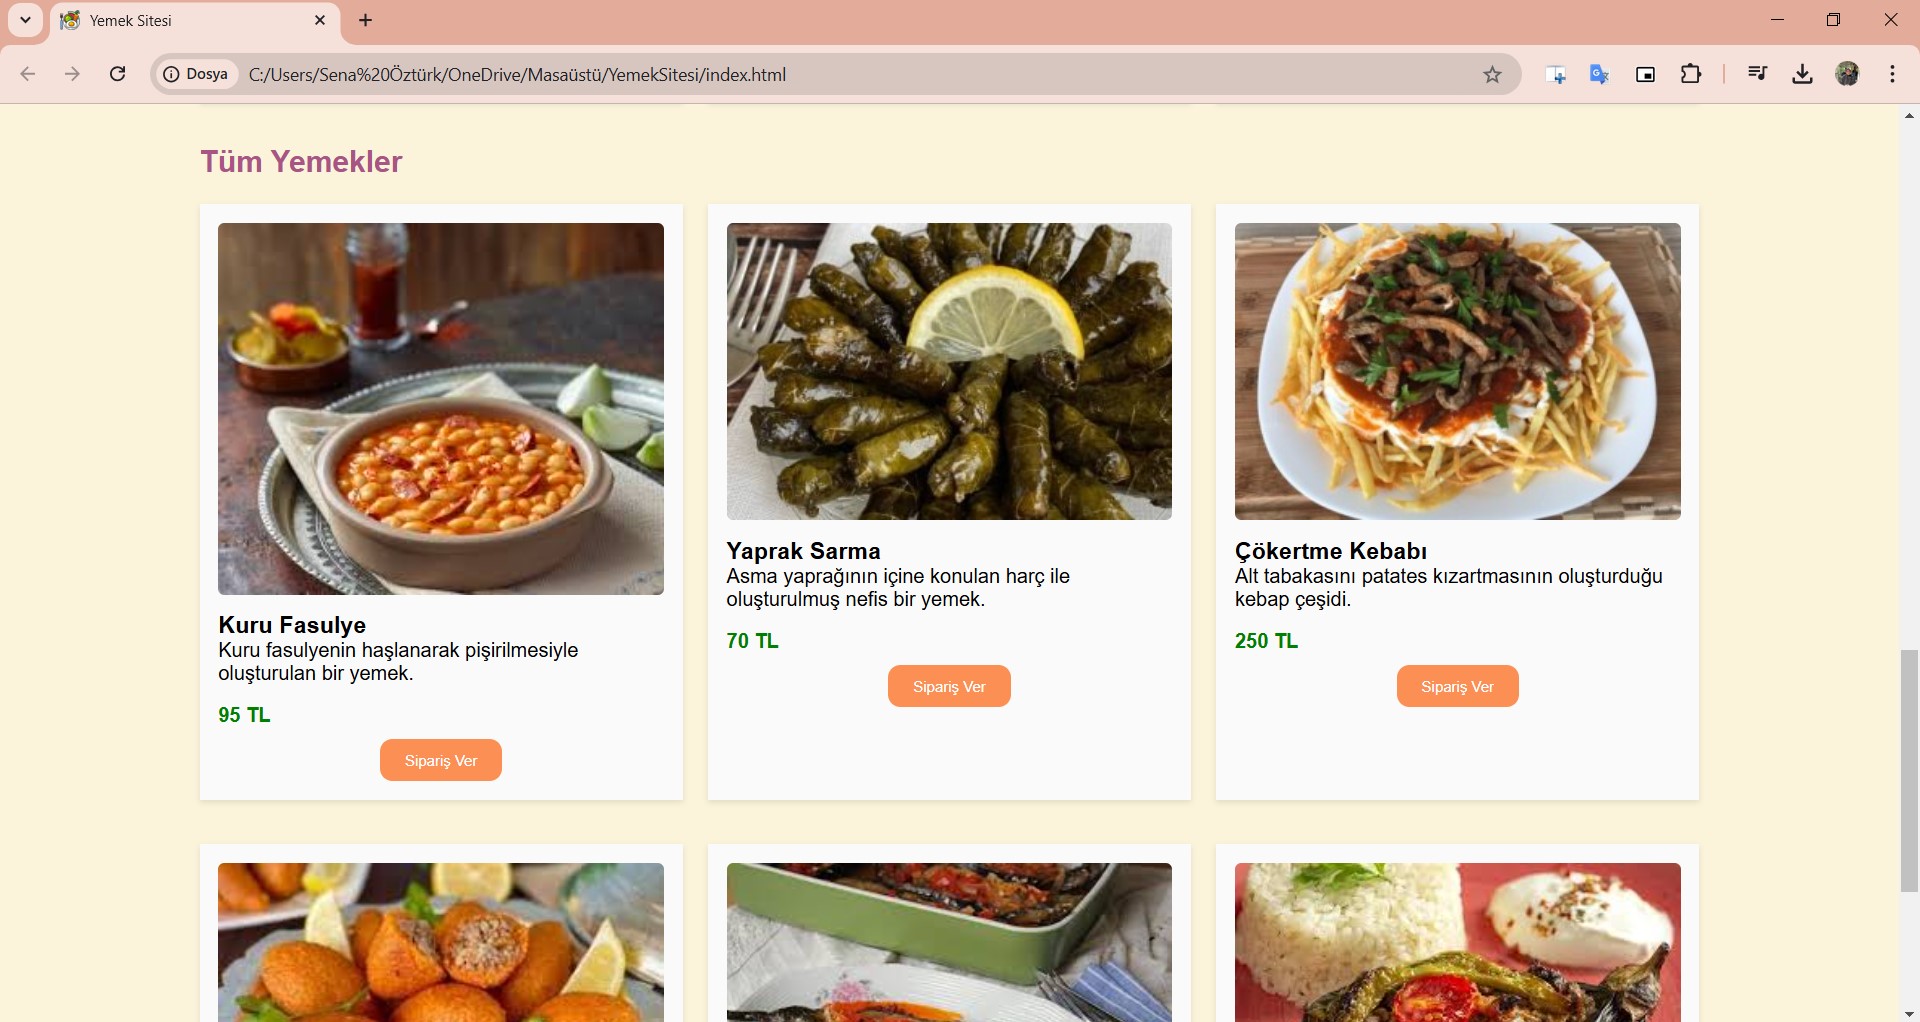 Yemek Sitesi
Dosya
C:/Users/Sena%20Öztürk/OneDrive/Masaüstü/YemekSitesi/index.html
Tüm Yemekler
Kuru Fasulye
Kuru fasulyenin haşlanarak pişirilmesiyle
oluşturulan bir yemek.
95 TL
Sipariş Ver
Yaprak Sarma
Asma yaprağının içine konulan harç ile
oluşturulmuş nefis bir yemek.
70 TL
Sipariş Ver
Çökertme Kebabı
Alt tabakasını patates kızartmasının oluşturduğu
kebap çeşidi.
250 TL
Sipariş Ver